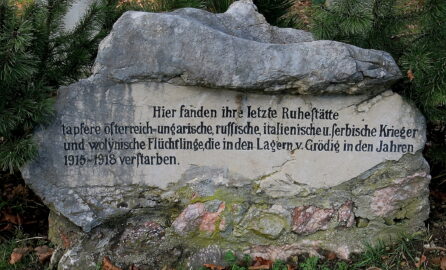 Hier fanden ihre letzte Ruhestätte
tapfere österreich-ungarische, russische, italienische u. serbische Krieger
und wolynische Flüchtlinge, die in den Lagern v. Grödig in den Jahren
1915-1918 verstarben.